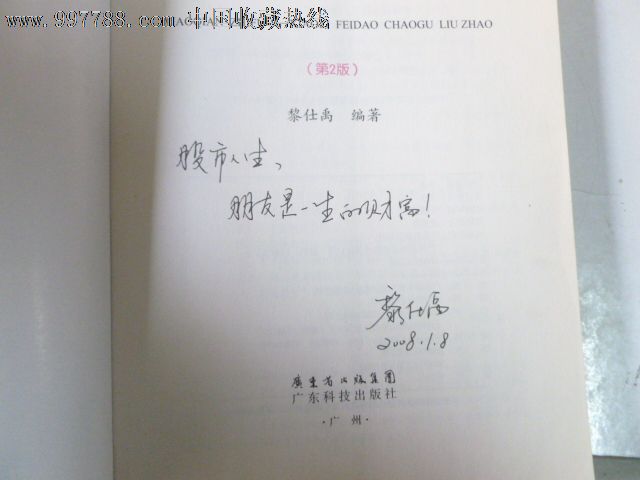 www.997788.com 中国收藏热线
FEIDAO CHAOGU LIU ZHAO
（第2版）
黎仕禹 编著
股市人生、
朋友是一生的财富！
黎仕禹
2008.1.8
广东省出版集团
广东科技出版社
·广州·